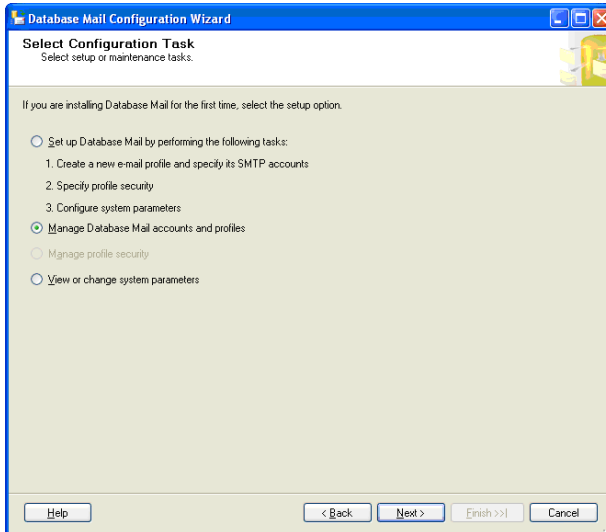 Database Mail Configuration Wizard
Select Configuration Task
Select setup or maintenance tasks.
If you are installing Database Mail for the first time, select the setup option.
Set up Database Mail by performing the following tasks:
1. Create a new e-mail profile and specify its SMTP accounts
2. Specify profile security
3. Configure system parameters
Manage Database Mail accounts and profiles
Manage profile security
View or change system parameters
Help < Back Next > Finish >>| Cancel